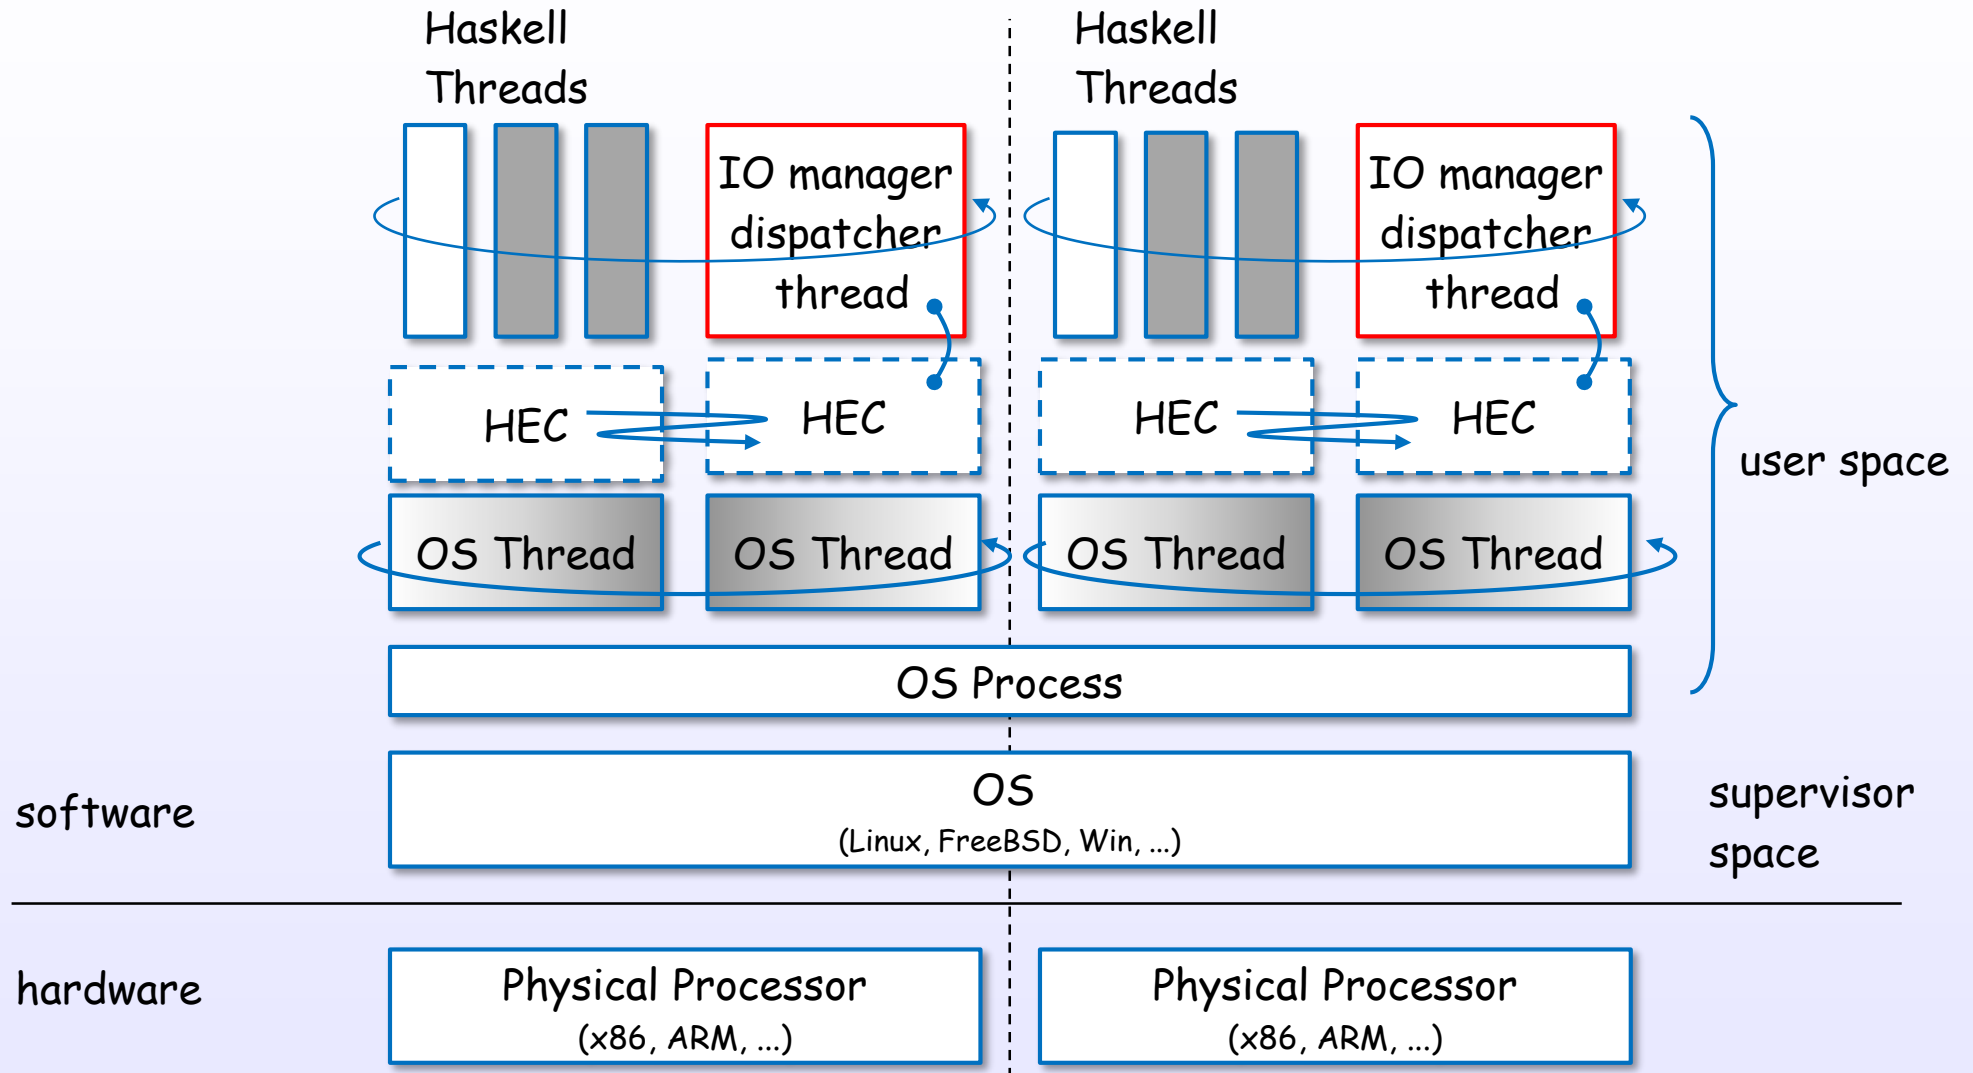 Haskell
Threads
Haskell
Threads
IO manager
dispatcher
thread
IO manager
dispatcher
thread
HEC
HEC
HEC
HEC
user space
OS Thread
OS Thread
OS Thread
OS Thread
OS Process
OS
(Linux, FreeBSD, Win, ...)
software
supervisor
space
hardware
Physical Processor
(x86, ARM, ...)
Physical Processor
(x86, ARM, ...)